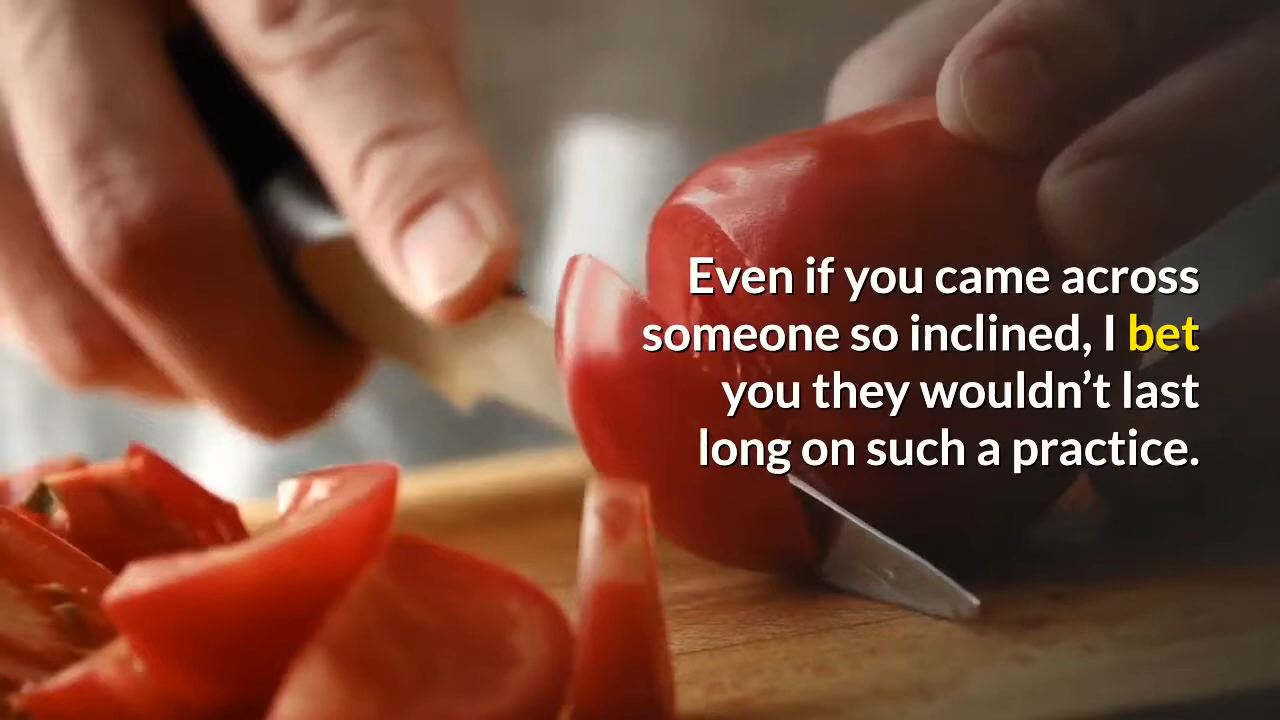 Even if you came across
someone so inclined, I bet
you they wouldn’t last
long on such a practice.